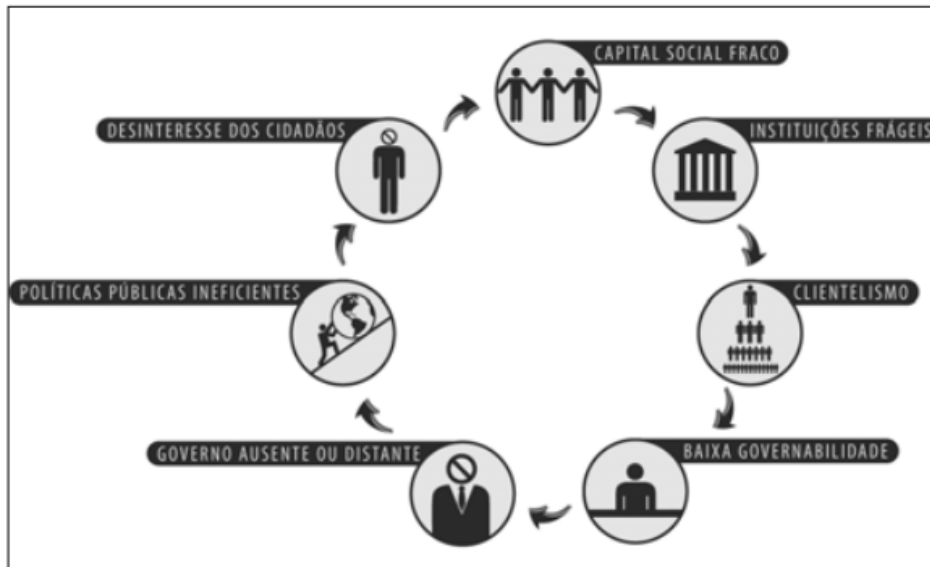 CAPITAL SOCIAL FRACO
DESINTERESSE DOS CIDADÃOS
INSTITUIÇÕES FRÁGEIS
POLÍTICAS PÚBLICAS INEFICIENTES
CLIENTELISMO
GOVERNO AUSENTE OU DISTANTE
BAIXA GOVERNABILIDADE